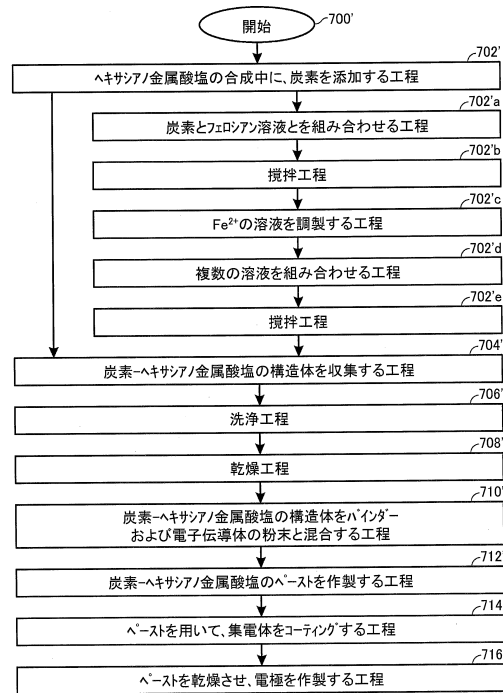 開始
700'
702'
ヘキサシアノ金属酸塩の合成中に、炭素を添加する工程
702'a
炭素とフェロシアン溶液とを組み合わせる工程
702'b
撹拌工程
702'c
Fe²⁺の溶液を調製する工程
702'd
複数の溶液を組み合わせる工程
702'e
撹拌工程
704'
炭素−ヘキサシアノ金属酸塩の構造体を収集する工程
706'
洗浄工程
708'
乾燥工程
710'
炭素−ヘキサシアノ金属酸塩の構造体をバインダー
および電子伝導体の粉末と混合する工程
712'
炭素−ヘキサシアノ金属酸塩のペーストを作製する工程
714
ペーストを用いて、集電体をコーティングする工程
716
ペーストを乾燥させ、電極を作製する工程